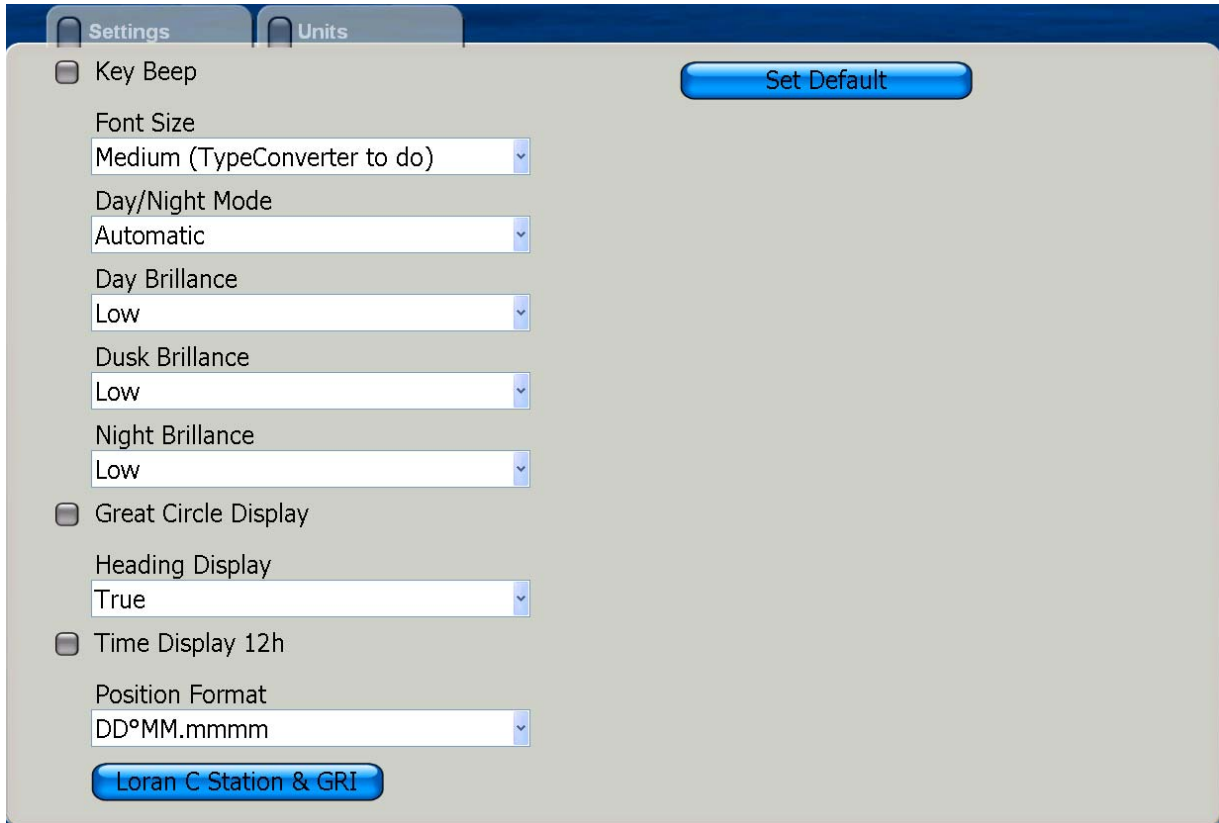 Settings
Units
Key Beep
Set Default
Font Size
Medium (TypeConverter to do)
Day/Night Mode
Automatic
Day Brillance
Low
Dusk Brillance
Low
Night Brillance
Low
Great Circle Display
Heading Display
True
Time Display 12h
Position Format
DD°MM.mmmm
Loran C Station & GRI